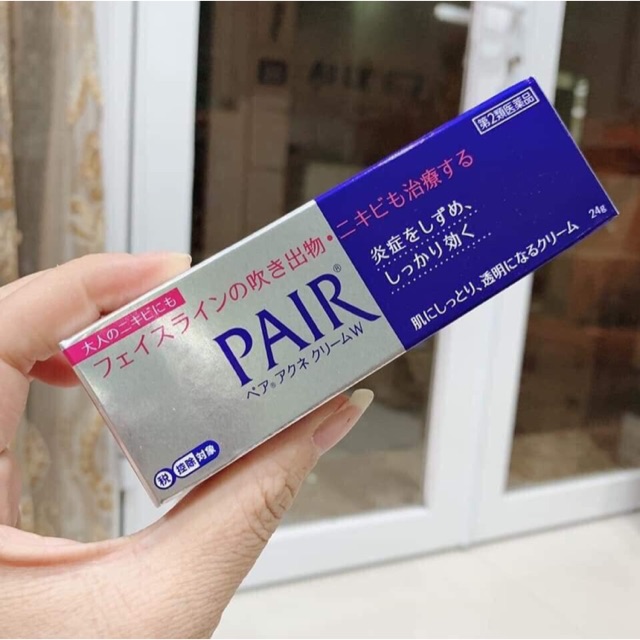 第2類医薬品
大人のニキビにも
フェイスラインの吹き出物・ニキビも治療する
PAIR®
ペア®アクネ クリームW
炎症をしずめ、
しっかり効く
肌にしっとり、透明になるクリーム
24g
税 控除 対象